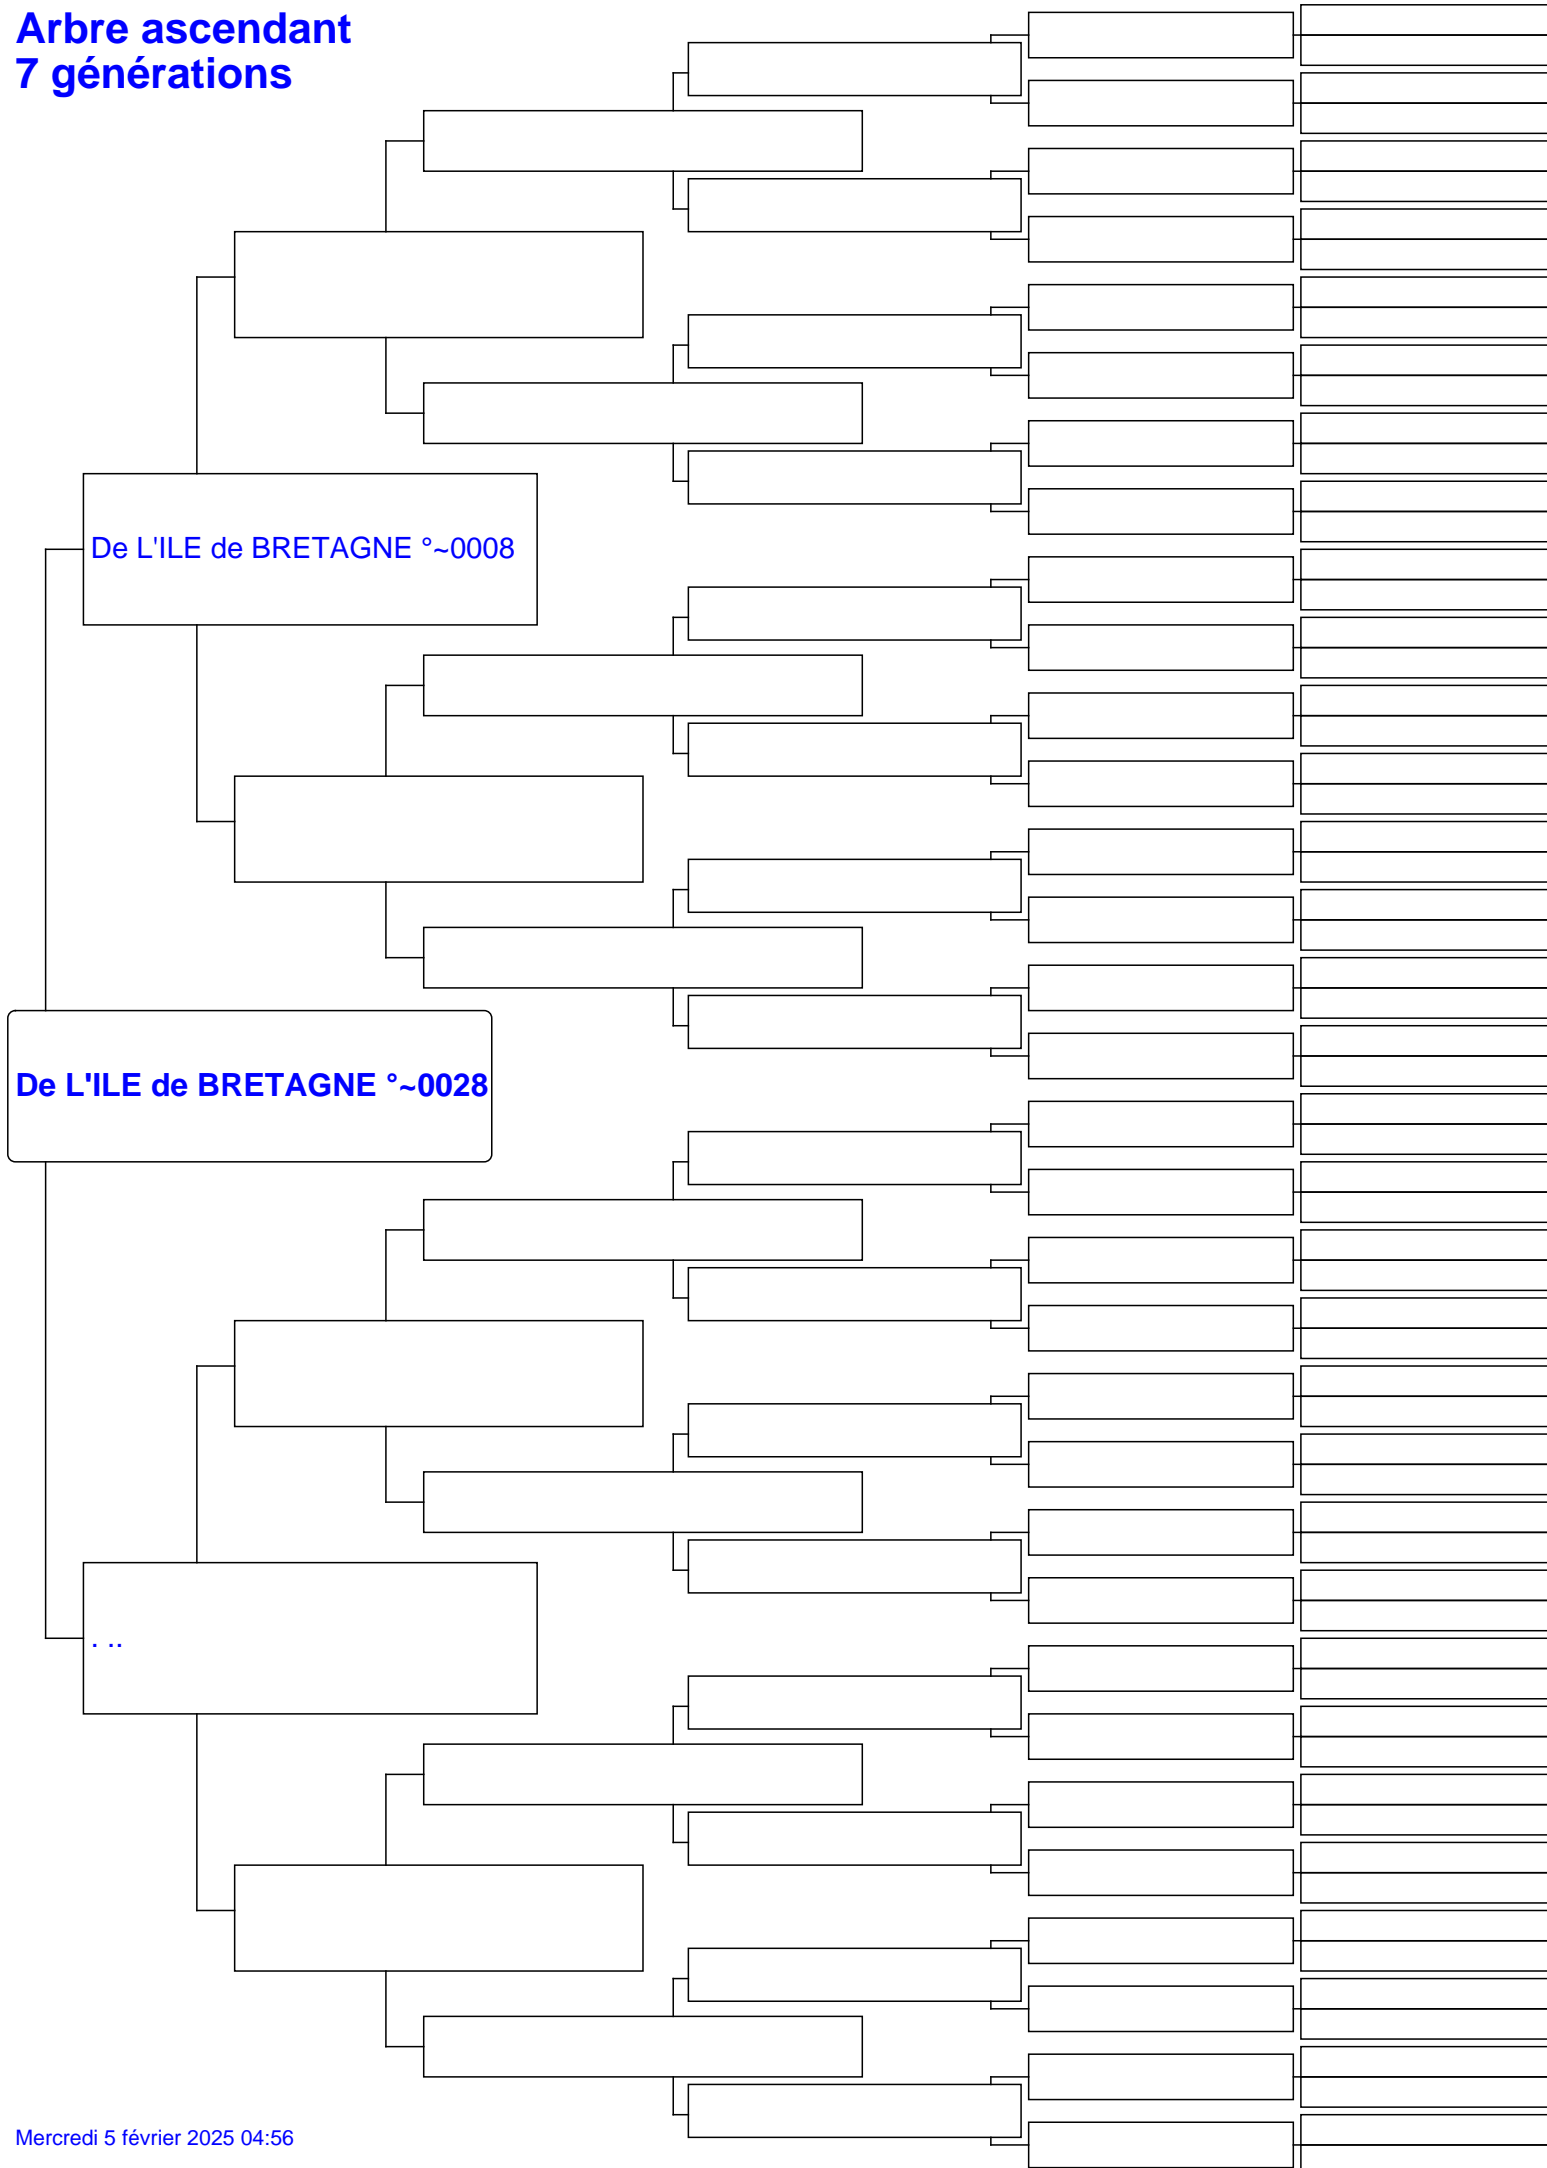 Arbre ascendant
7 générations
De L'ILE de BRETAGNE °~0008
De L'ILE de BRETAGNE °~0028
. ..
Mercredi 5 février 2025 04:56